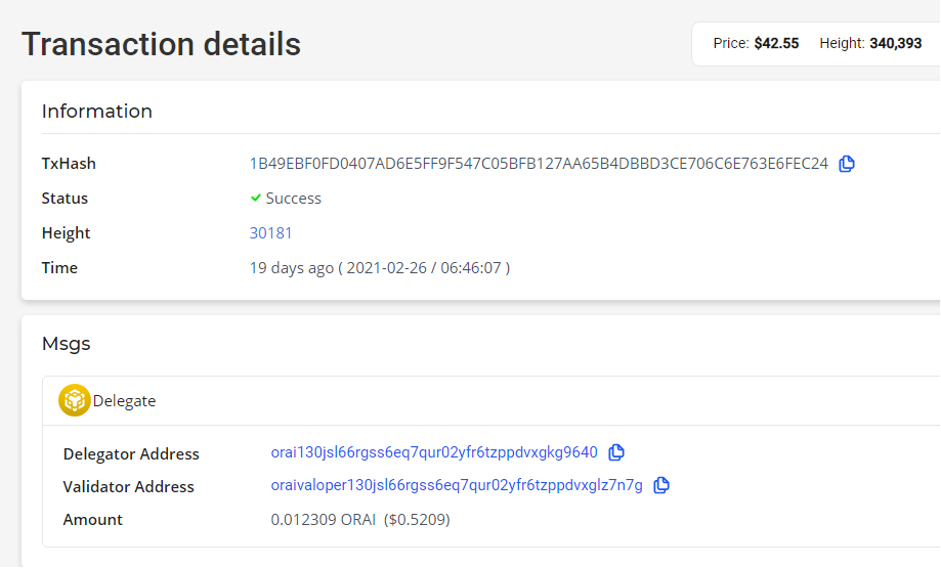 Transaction details
Price: $42.55 Height: 340,393
Information
TxHash 1B49EBF0FD0407AD6E5FF9F547C05BFB127AA65B4DBBD3CE706C6E763E6FEC24
Status Success
Height 30181
Time 19 days ago ( 2021-02-26 / 06:46:07 )
Msgs
Delegate
Delegator Address orai130jsl66rgss6eq7qur02yfr6tzppdvxgkg9640
Validator Address oraivaloper130jsl66rgss6eq7qur02yfr6tzppdvxglz7n7g
Amount 0.012309 ORAI ($0.5209)